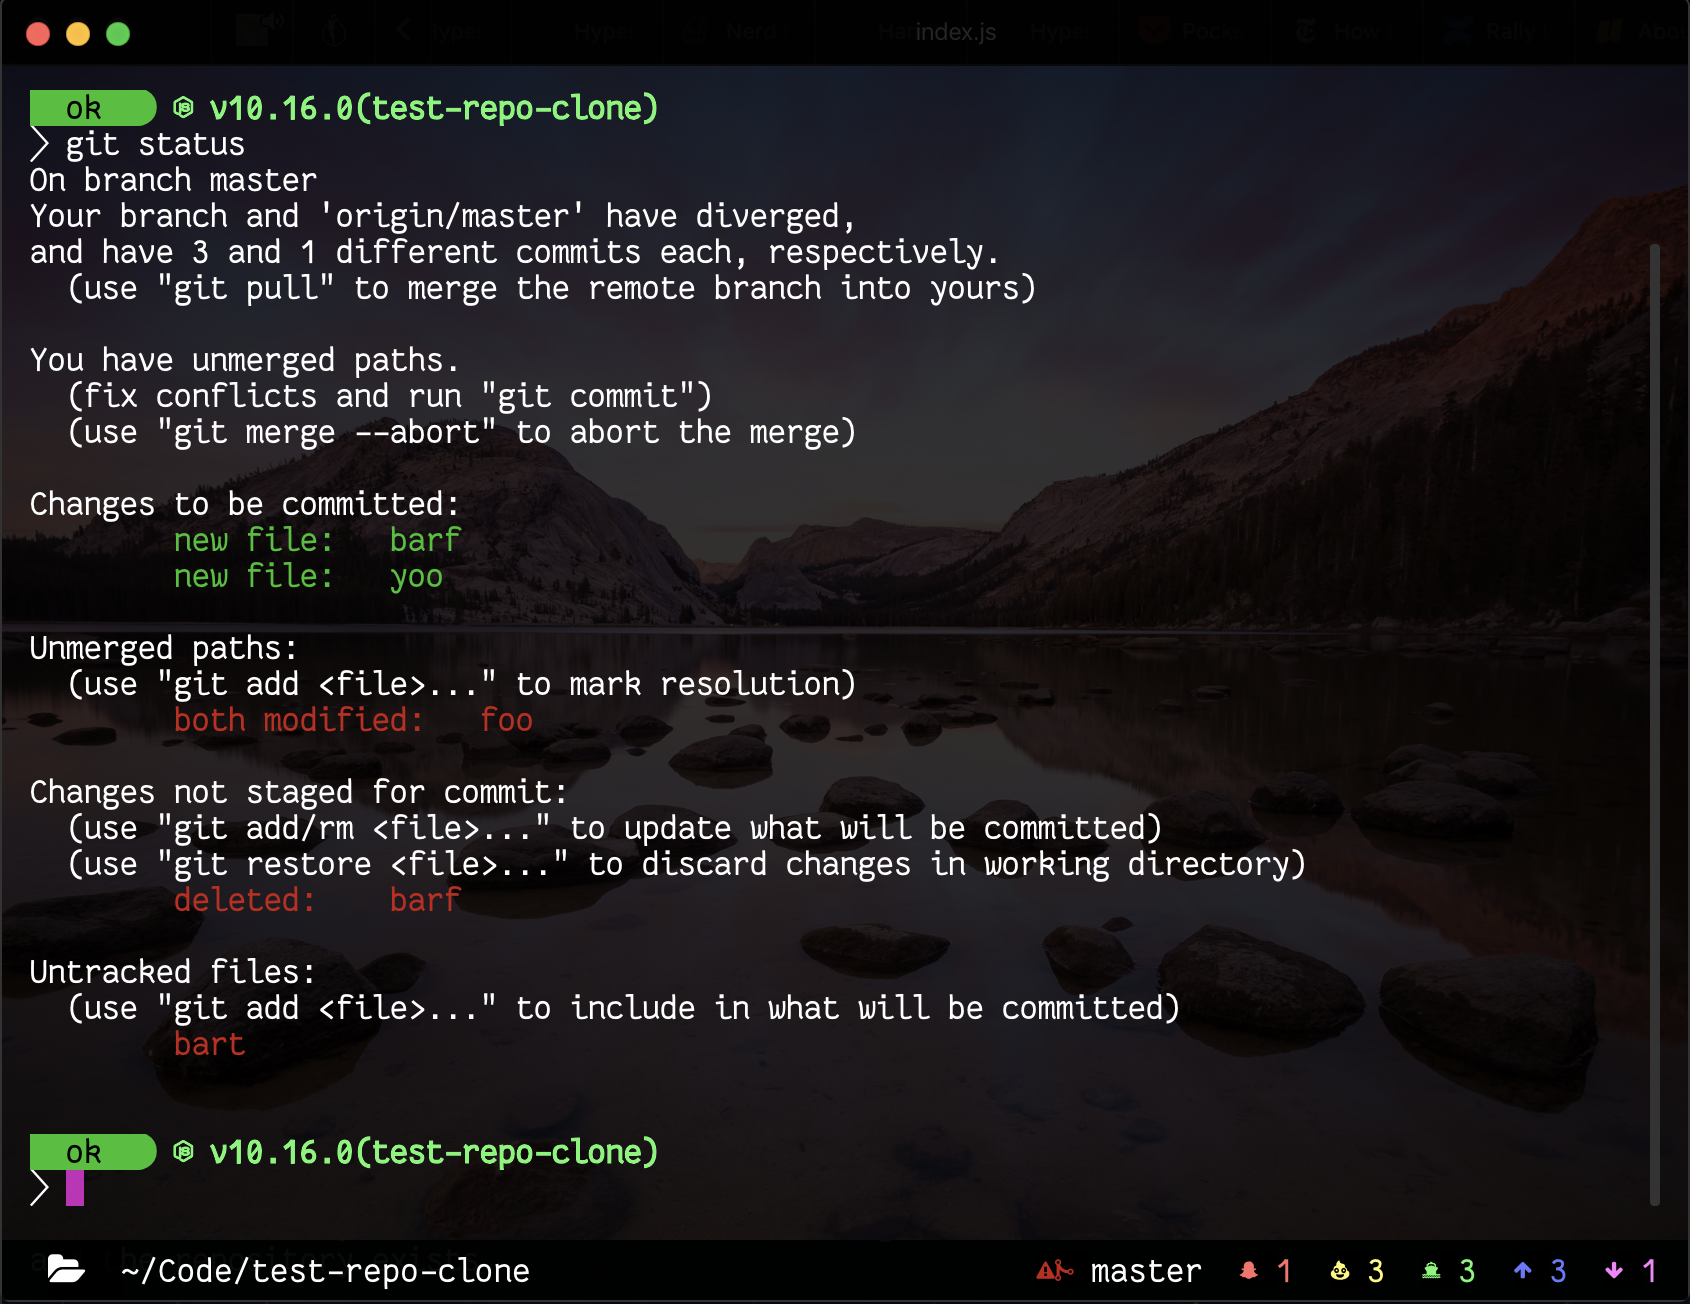 index.js
ok v10.16.0(test-repo-clone)
git status
On branch master
Your branch and 'origin/master' have diverged,
and have 3 and 1 different commits each, respectively.
(use "git pull" to merge the remote branch into yours)
You have unmerged paths.
(fix conflicts and run "git commit")
(use "git merge --abort" to abort the merge)
Changes to be committed:
new file: barf
new file: yoo
Unmerged paths:
(use "git add <file>..." to mark resolution)
both modified: foo
Changes not staged for commit:
(use "git add/rm <file>..." to update what will be committed)
(use "git restore <file>..." to discard changes in working directory)
deleted: barf
Untracked files:
(use "git add <file>..." to include in what will be committed)
bart
ok v10.16.0(test-repo-clone)
~/Code/test-repo-clone master 1 3 3 3 1